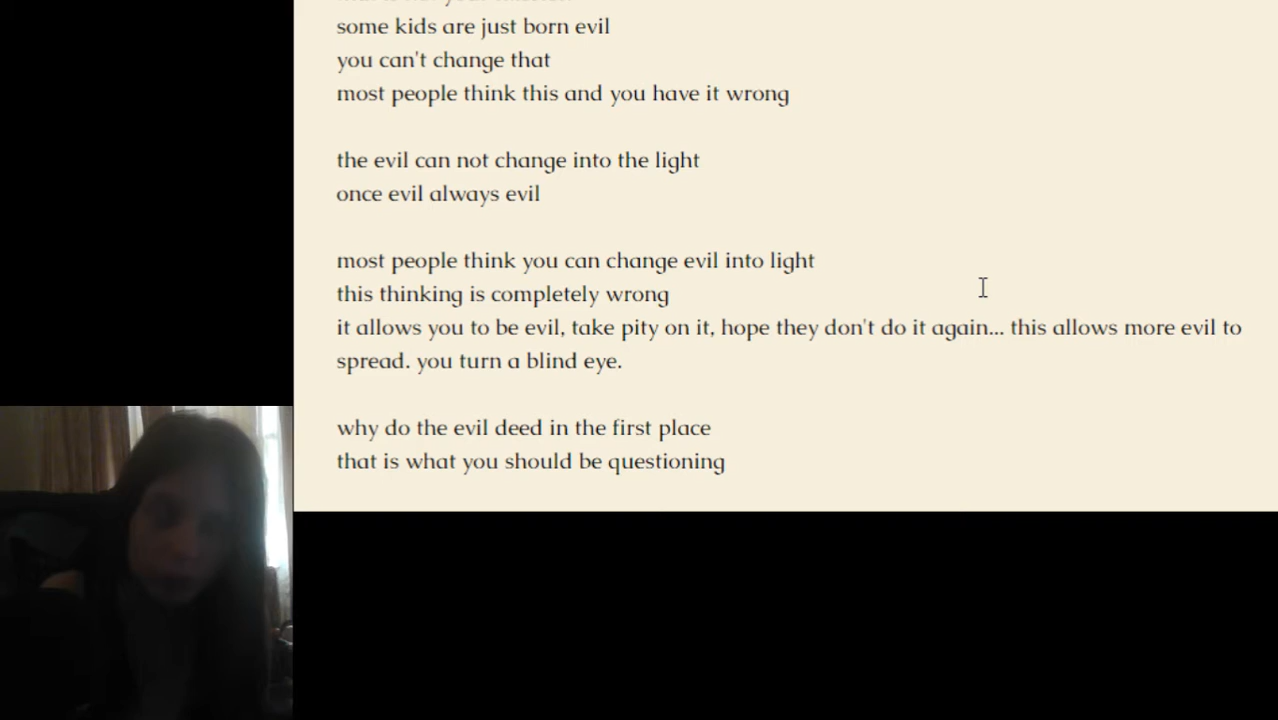 some kids are just born evil
you can't change that
most people think this and you have it wrong
the evil can not change into the light
once evil always evil
most people think you can change evil into light
this thinking is completely wrong
it allows you to be evil, take pity on it, hope they don't do it again... this allows more evil to
spread. you turn a blind eye.
why do the evil deed in the first place
that is what you should be questioning